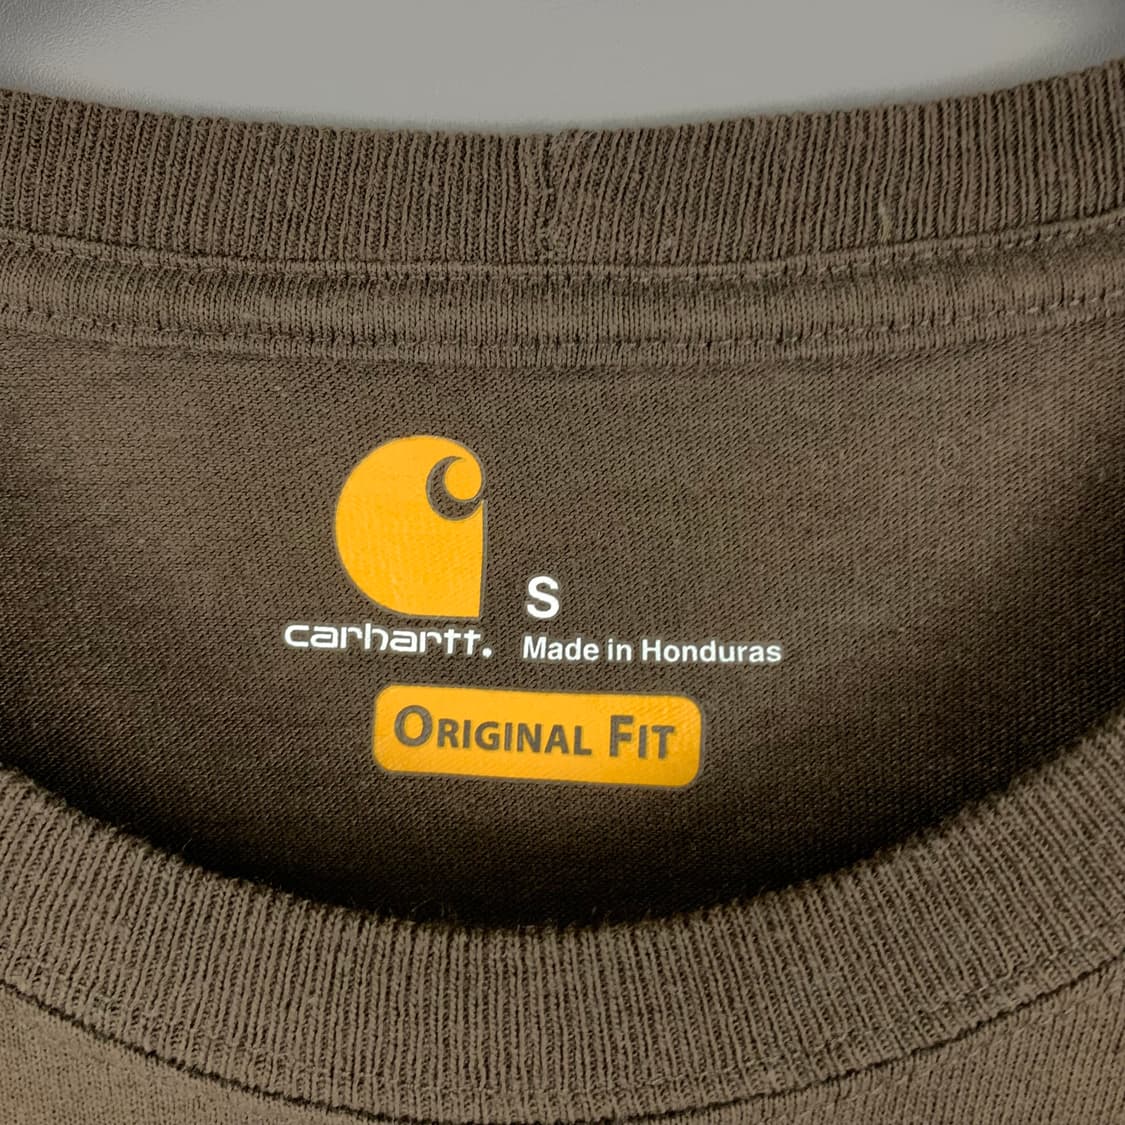 S
carhartt.
Made in Honduras
ORIGINAL FIT